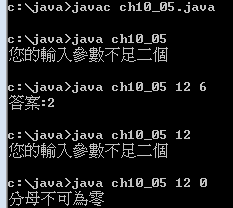 c:\java>javac ch10_05.java
c:\java>java ch10_05
您的輸入參數不足二個
c:\java>java ch10_05 12 6
答案:2
c:\java>java ch10_05 12
您的輸入參數不足二個
c:\java>java ch10_05 12 0
分母不可為零